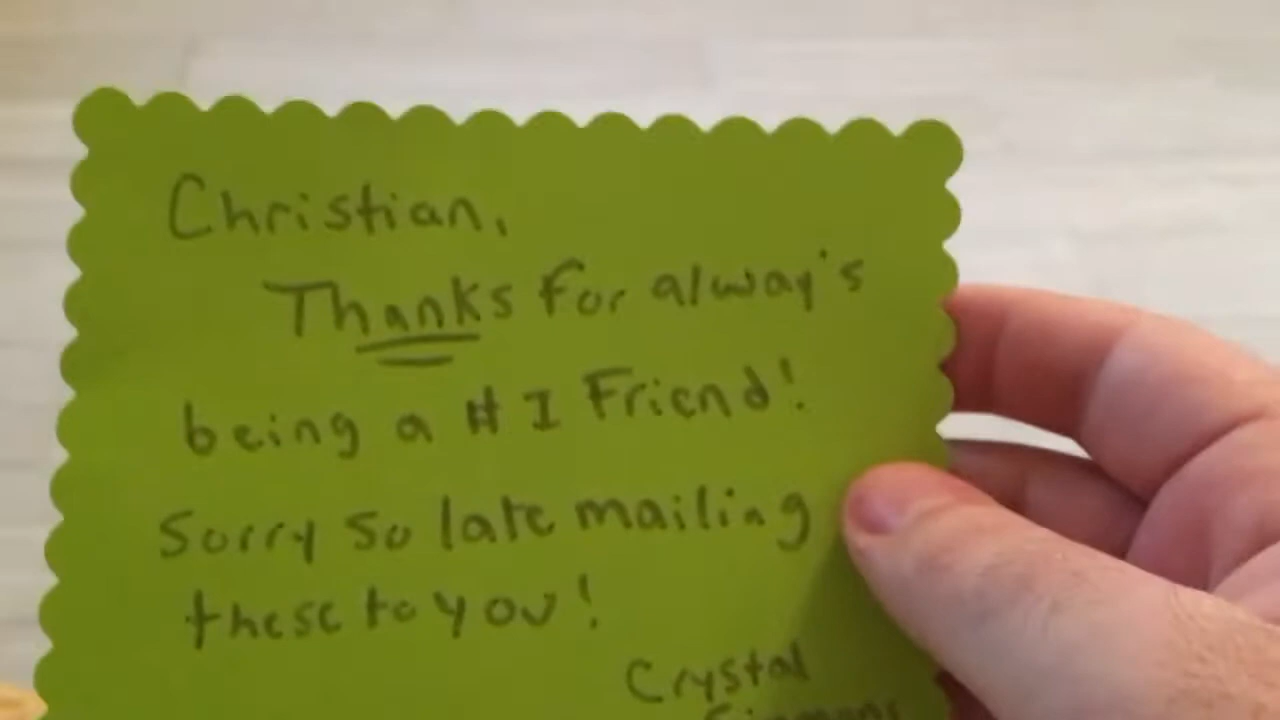 Christian,
Thanks for alway's
being a # 1 Friend!
Sorry so late mailing
these to you!
Crystal